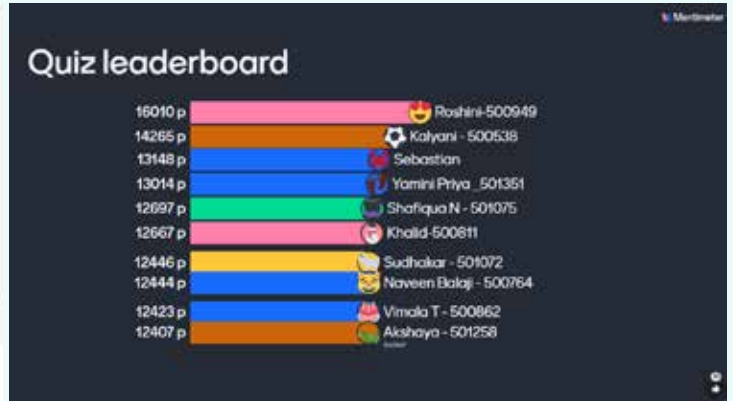 Mentimeter
Quiz leaderboard
16010 p Roshini-500949
14265 p Kalyani - 500538
13148 p Sebastian
13014 p Yamini Priya _501351
12697 p Shafiqua N - 501075
12667 p Khalid-500811
12446 p Sudhakar - 501072
12444 p Naveen Balaji - 500764
12423 p Vimala T - 500862
12407 p Akshaya - 501258